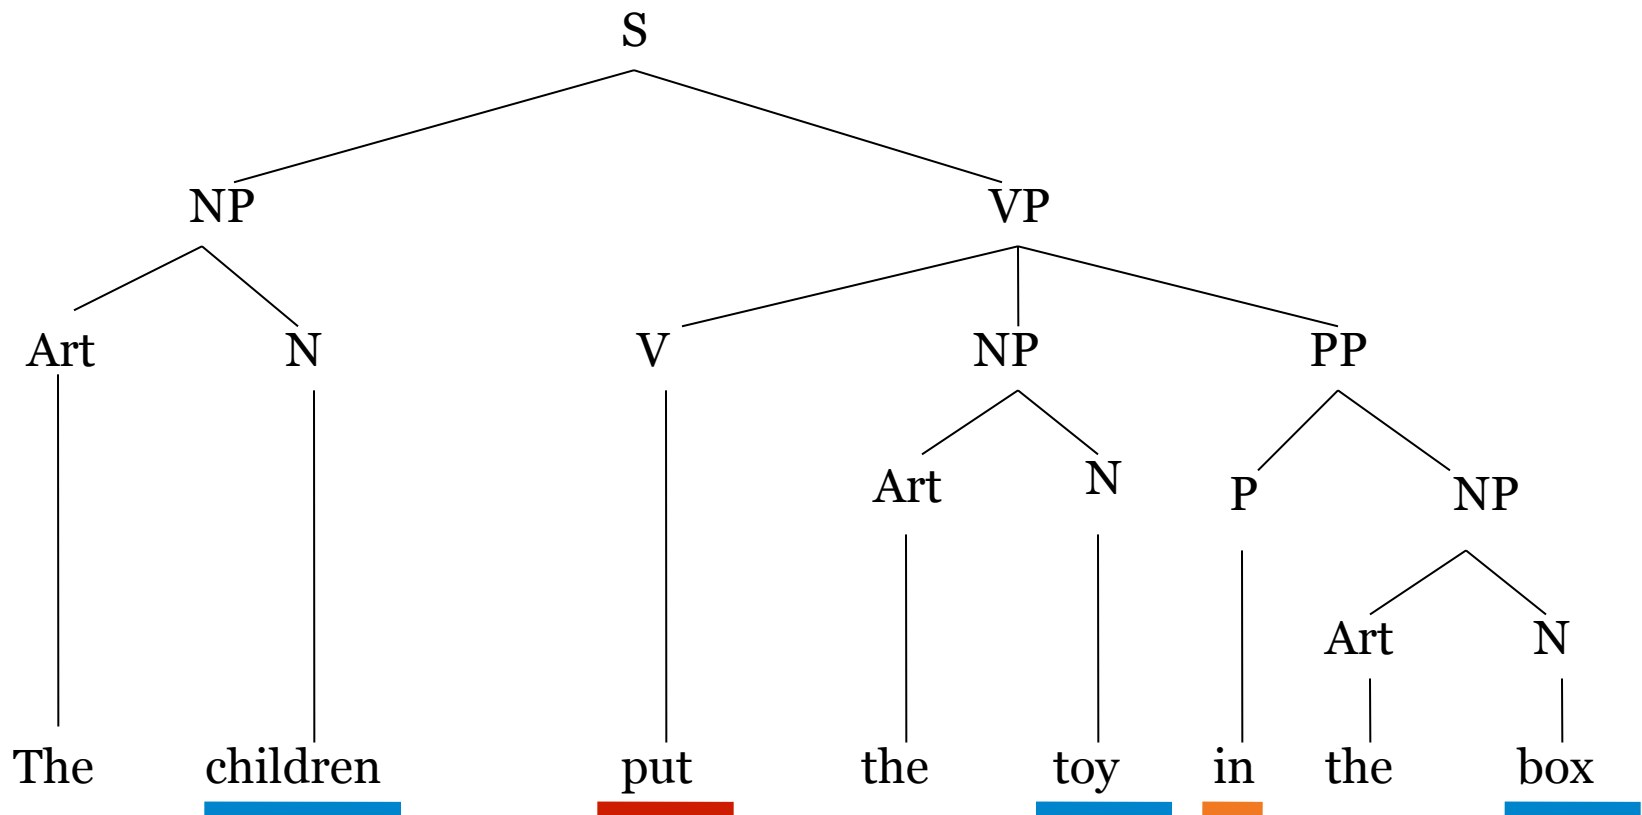 S
NP VP
Art N V NP PP
Art N P NP
Art N
The children put the toy in the box